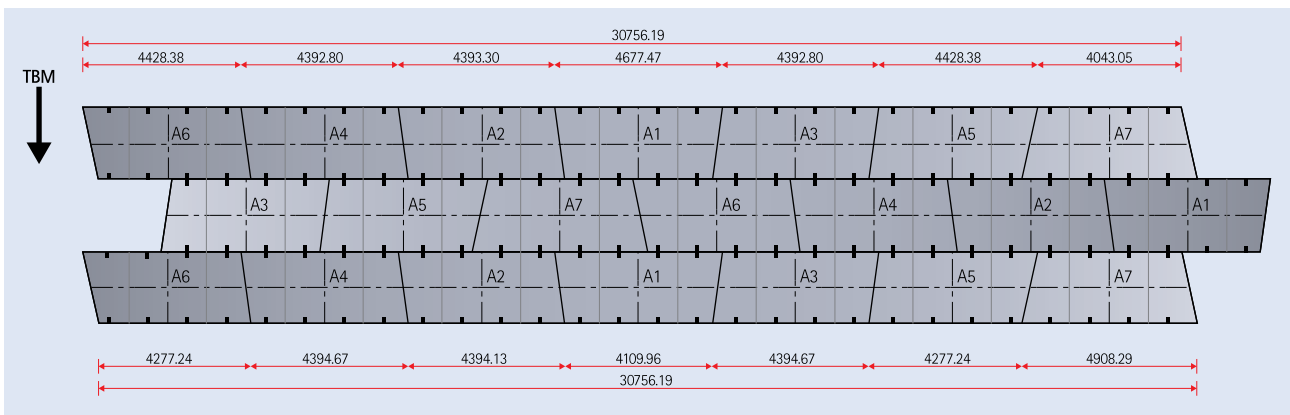 30756.19
4428.38 4392.80 4393.30 4677.47 4392.80 4428.38 4043.05
TBM
A6 A4 A2 A1 A3 A5 A7
A3 A5 A7 A6 A4 A2 A1
A6 A4 A2 A1 A3 A5 A7
4277.24 4394.67 4394.13 4109.96 4394.67 4277.24 4908.29
30756.19